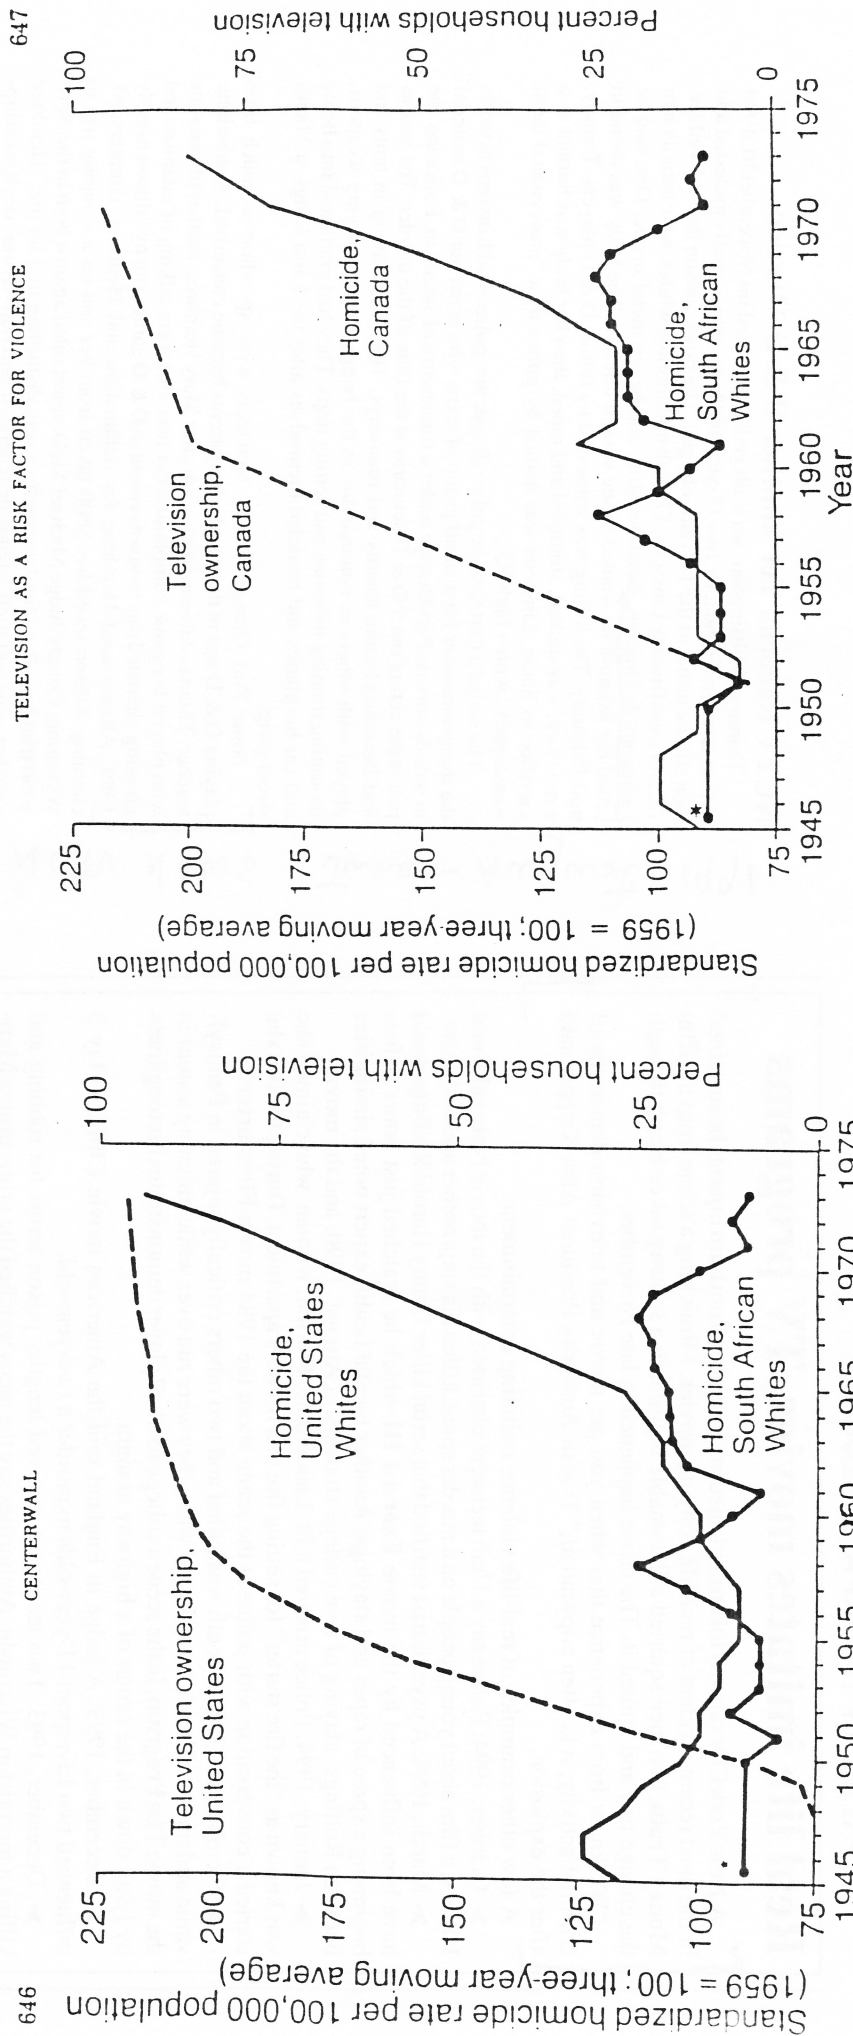 646
CENTERWALL
Standardized homicide rate per 100,000 population
(1959 = 100; three-year moving average)
225
200
175
150
125
100
75
Television ownership,
United States
Homicide,
United States
Whites
Homicide,
South African
Whites
*
100
75
50
25
0
Percent households with television
1945
1950
1955
1960
1965
1970
1975
TELEVISION AS A RISK FACTOR FOR VIOLENCE
647
Standardized homicide rate per 100,000 population
(1959 = 100; three-year moving average)
225
200
175
150
125
100
75
Television
ownership,
Canada
Homicide,
Canada
Homicide,
South African
Whites
*
100
75
50
25
0
Percent households with television
1945
1950
1955
1960
1965
1970
1975
Year